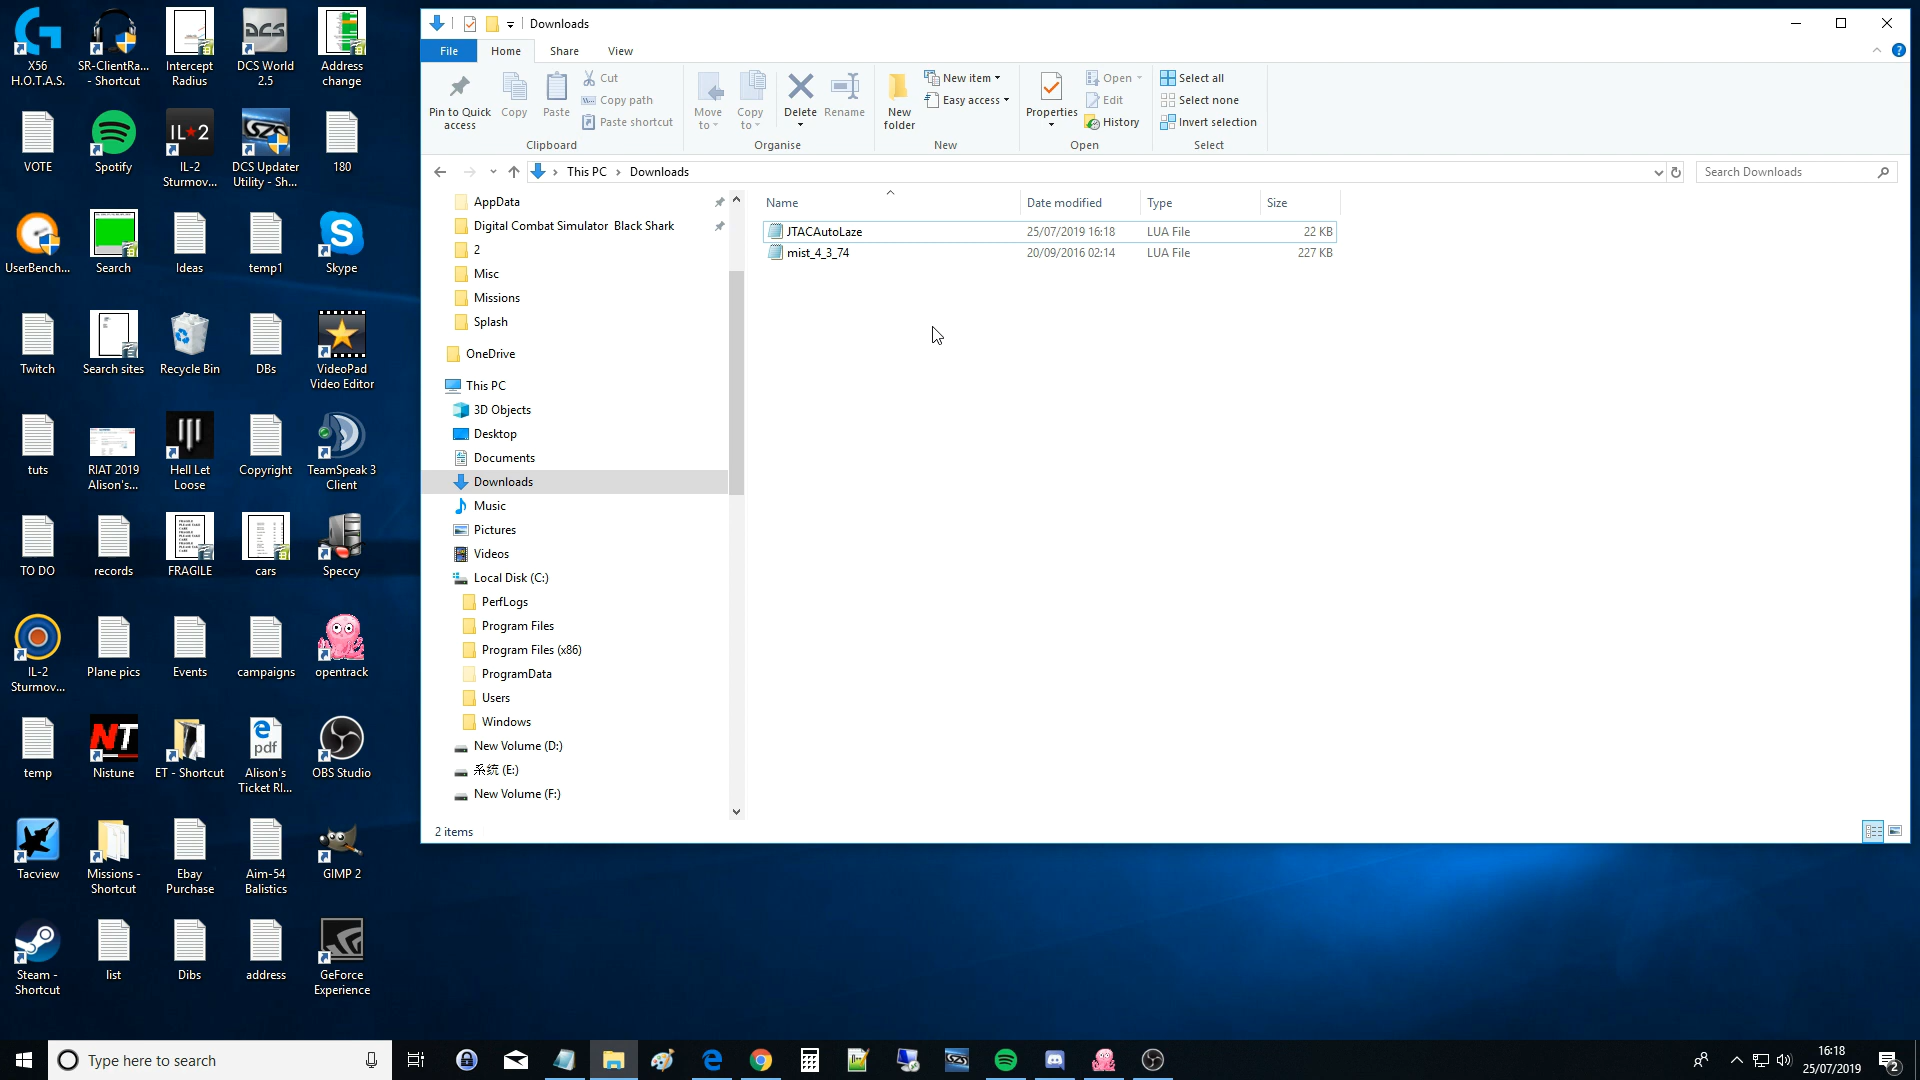 X56
H.O.T.A.S.
SR-ClientRa...
- Shortcut
Intercept
Radius
DCS World
2.5
Address
change
VOTE
Spotify
IL-2
Sturmov...
DCS Updater
Utility - Sh...
180
UserBench...
Search
Ideas
temp1
Skype
Twitch
Search sites
Recycle Bin
DBs
VideoPad
Video Editor
tuts
RIAT 2019
Alison's...
Hell Let
Loose
Copyright
TeamSpeak 3
Client
TO DO
records
FRAGILE
cars
Speccy
IL-2
Sturmov...
Plane pics
Events
campaigns
opentrack
temp
Nistune
ET - Shortcut
Alison's
Ticket RI...
OBS Studio
Tacview
Missions -
Shortcut
Ebay
Purchase
Aim-54
Balistics
GIMP 2
Steam -
Shortcut
list
Dibs
address
GeForce
Experience
DCS
IL★2
NT
pdf
Downloads
File
Home
Share
View
Pin to Quick
access
Copy
Paste
Cut
Copy path
Paste shortcut
Clipboard
Move
to
Copy
to
Delete
Rename
Organise
New
folder
New item
Easy access
New
Properties
Open
Edit
History
Open
Select all
Select none
Invert selection
Select
This PC
Downloads
Search Downloads
AppData
Digital Combat Simulator Black Shark
2
Misc
Missions
Splash
OneDrive
This PC
3D Objects
Desktop
Documents
Downloads
Music
Pictures
Videos
Local Disk (C:)
PerfLogs
Program Files
Program Files (x86)
ProgramData
Users
Windows
New Volume (D:)
系统 (E:)
New Volume (F:)
Name
Date modified
Type
Size
JTACAutoLaze
25/07/2019 16:18
LUA File
22 KB
mist_4_3_74
20/09/2016 02:14
LUA File
227 KB
2 items
Type here to search
16:18
25/07/2019
2